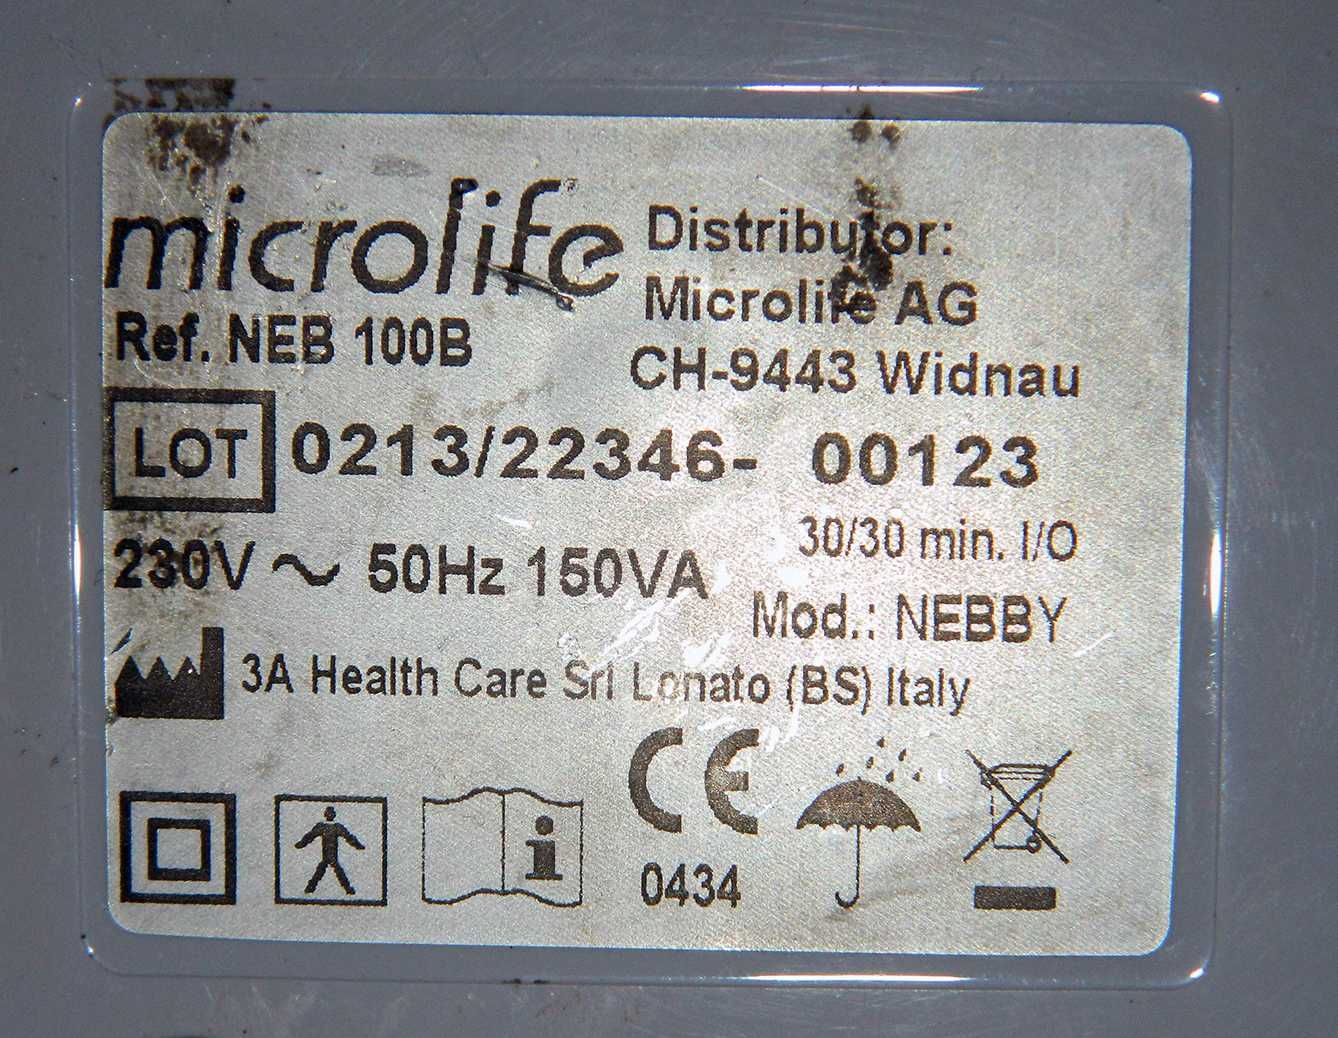 microlife
Ref. NEB 100B
Distributor:
Microlife AG
CH-9443 Widnau
LOT 0213/22346- 00123
230V ~ 50Hz 150VA
30/30 min. I/O
Mod.: NEBBY
3A Health Care Srl Lonato (BS) Italy
i
CE
0434